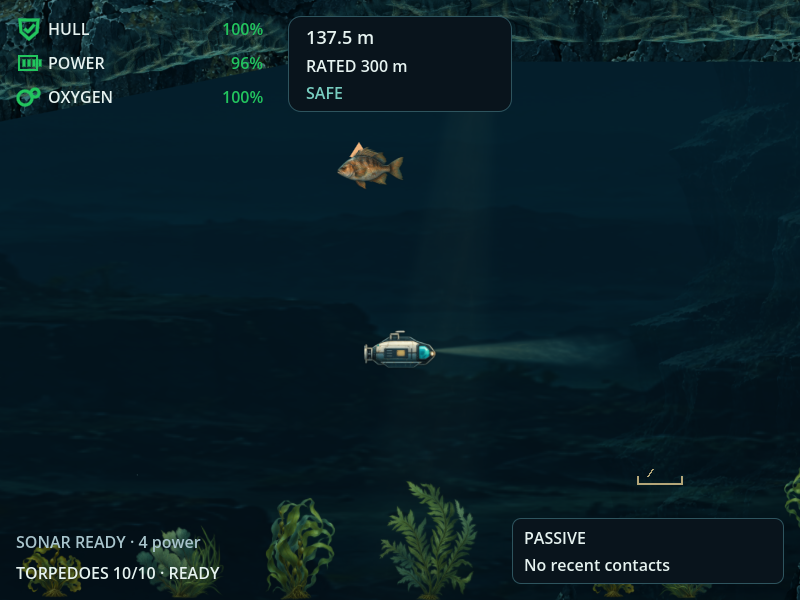 HULL 100%
POWER 96%
OXYGEN 100%
137.5 m
RATED 300 m
SAFE
SONAR READY · 4 power
TORPEDOES 10/10 · READY
PASSIVE
No recent contacts